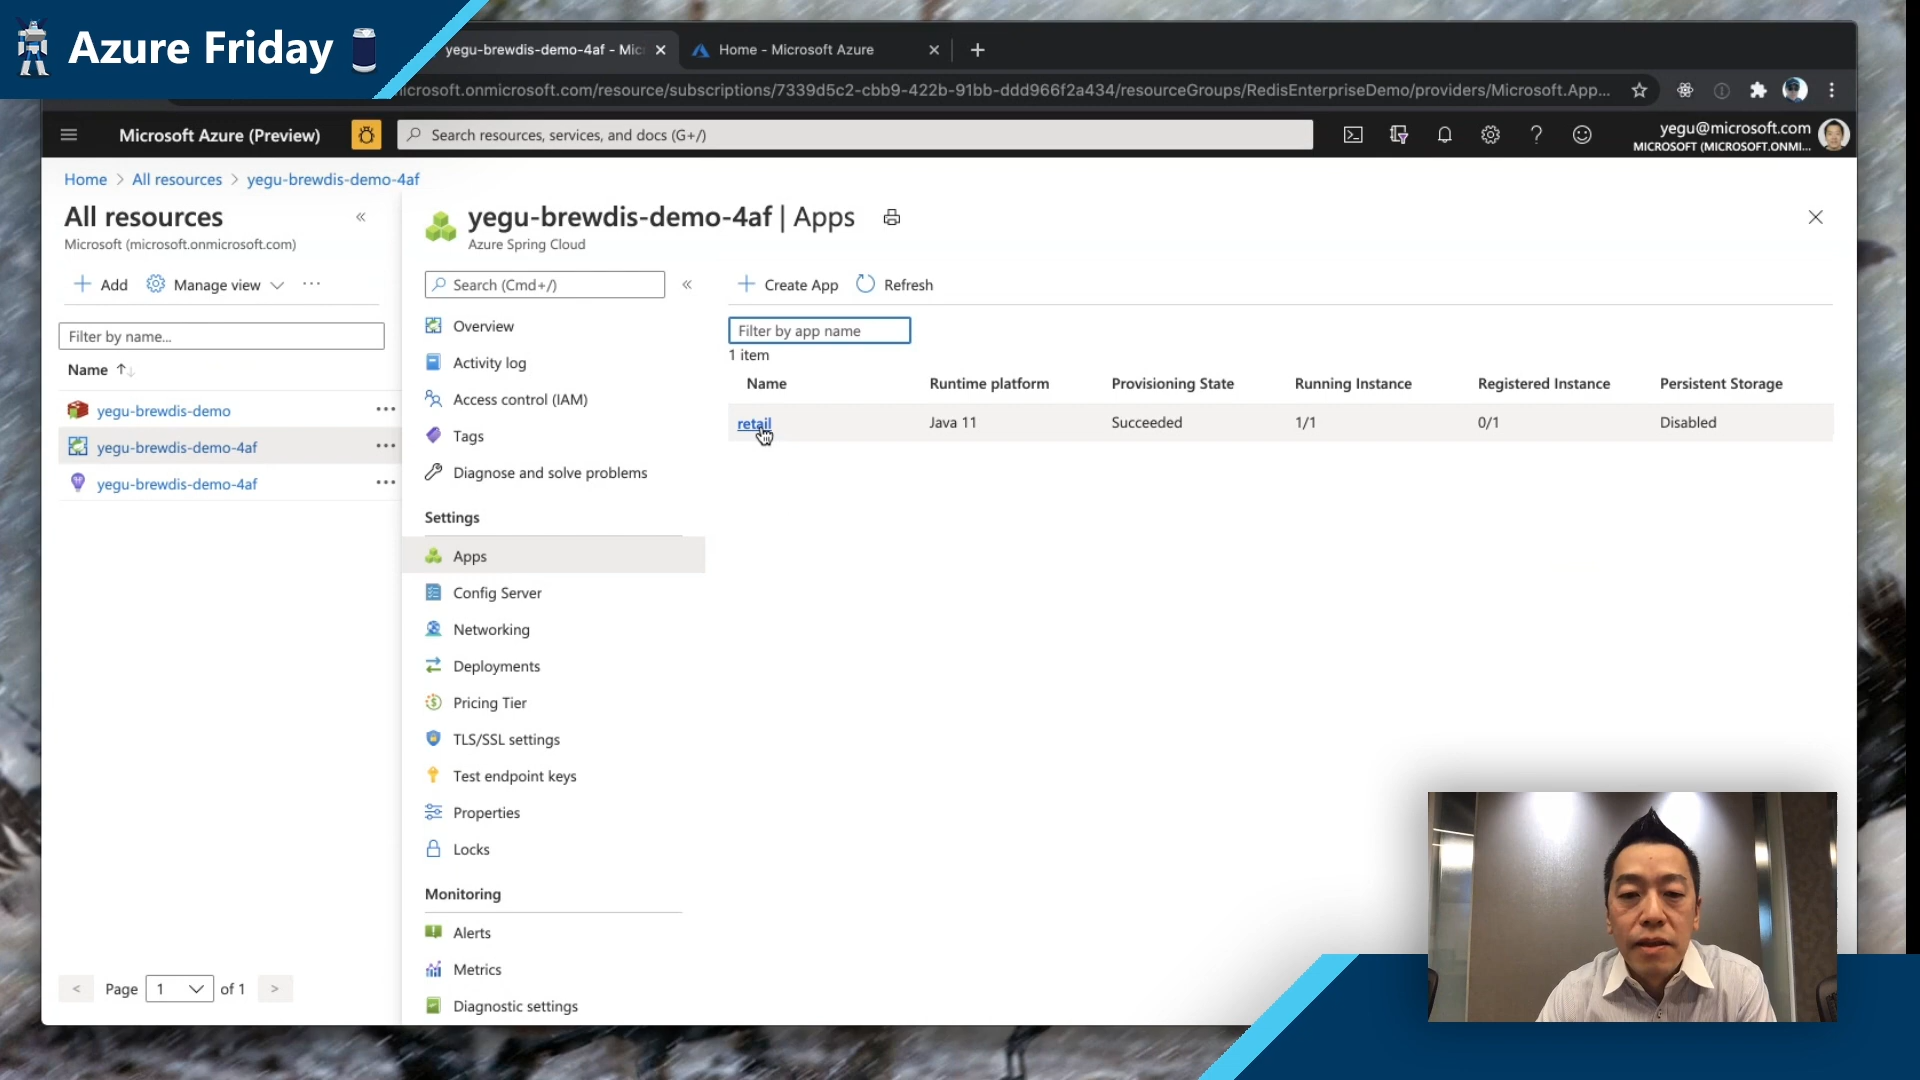 Azure Friday
yegu-brewdis-demo-4af - Mic
Home - Microsoft Azure
icrosoft.onmicrosoft.com/resource/subscriptions/7339d5c2-cbb9-422b-91bb-ddd966f2a434/resourceGroups/RedisEnterpriseDemo/providers/Microsoft.App...
Microsoft Azure (Preview)
Search resources, services, and docs (G+/)
yegu@microsoft.com
MICROSOFT (MICROSOFT.ONMI...
Home > All resources > yegu-brewdis-demo-4af
All resources
Microsoft (microsoft.onmicrosoft.com)
Add
Manage view
Filter by name...
Name
yegu-brewdis-demo
yegu-brewdis-demo-4af
yegu-brewdis-demo-4af
Page 1 of 1
yegu-brewdis-demo-4af | Apps
Azure Spring Cloud
Search (Cmd+/)
Overview
Activity log
Access control (IAM)
Tags
Diagnose and solve problems
Settings
Apps
Config Server
Networking
Deployments
Pricing Tier
TLS/SSL settings
Test endpoint keys
Properties
Locks
Monitoring
Alerts
Metrics
Diagnostic settings
Create App
Refresh
Filter by app name
1 item
Name Runtime platform Provisioning State Running Instance Registered Instance Persistent Storage
retail Java 11 Succeeded 1/1 0/1 Disabled